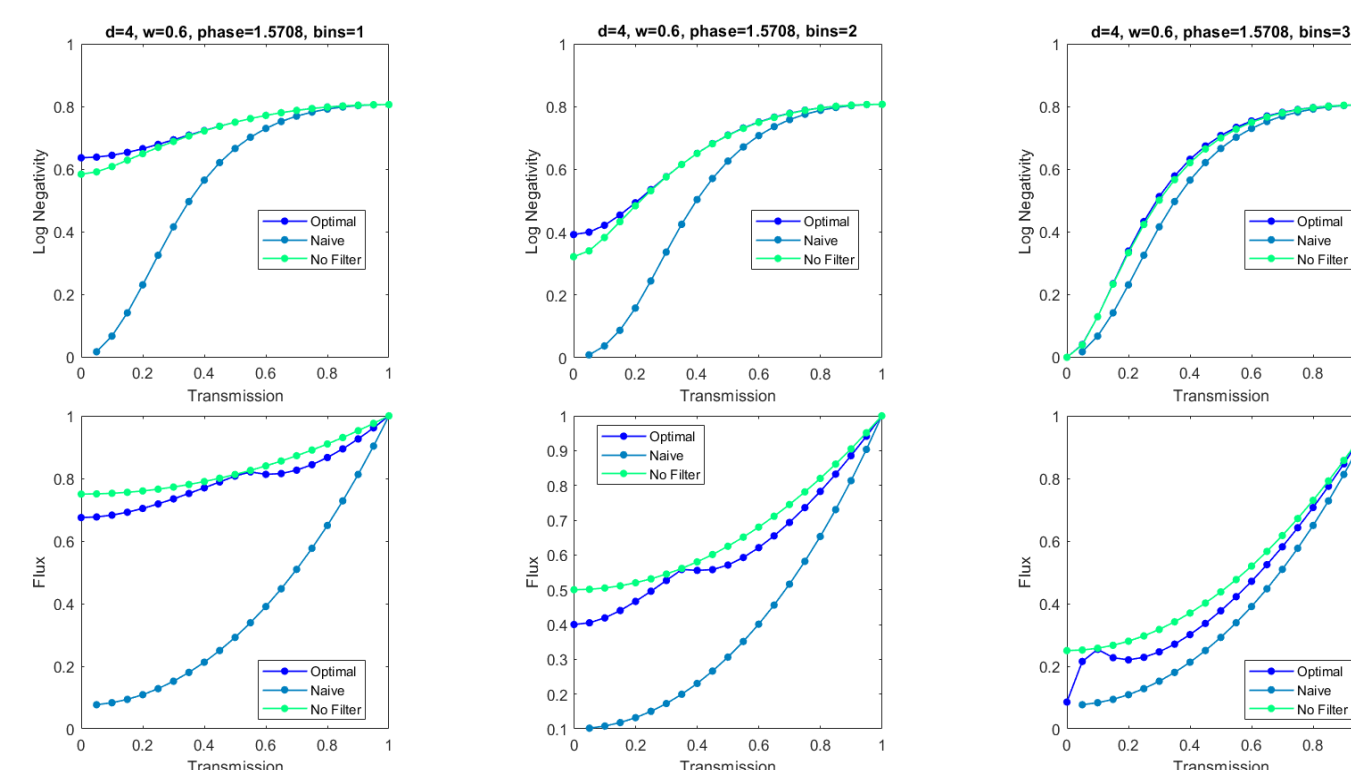 d=4, w=0.6, phase=1.5708, bins=1
1
0.8
0.6
0.4
0.2
0
Log Negativity
Optimal
Naive
No Filter
0 0.2 0.4 0.6 0.8 1
Transmission
d=4, w=0.6, phase=1.5708, bins=2
1
0.8
0.6
0.4
0.2
0
Log Negativity
Optimal
Naive
No Filter
0 0.2 0.4 0.6 0.8 1
Transmission
d=4, w=0.6, phase=1.5708, bins=3
1
0.8
0.6
0.4
0.2
0
Log Negativity
Optimal
Naive
No Filter
0 0.2 0.4 0.6 0.8
Transmission
1
0.8
0.6
0.4
0.2
0
Flux
Optimal
Naive
No Filter
0 0.2 0.4 0.6 0.8 1
Transmission
1
0.9
0.8
0.7
0.6
0.5
0.4
0.3
0.2
0.1
Flux
Optimal
Naive
No Filter
0 0.2 0.4 0.6 0.8 1
Transmission
1
0.8
0.6
0.4
0.2
0
Flux
Optimal
Naive
No Filter
0 0.2 0.4 0.6 0.8
Transmission